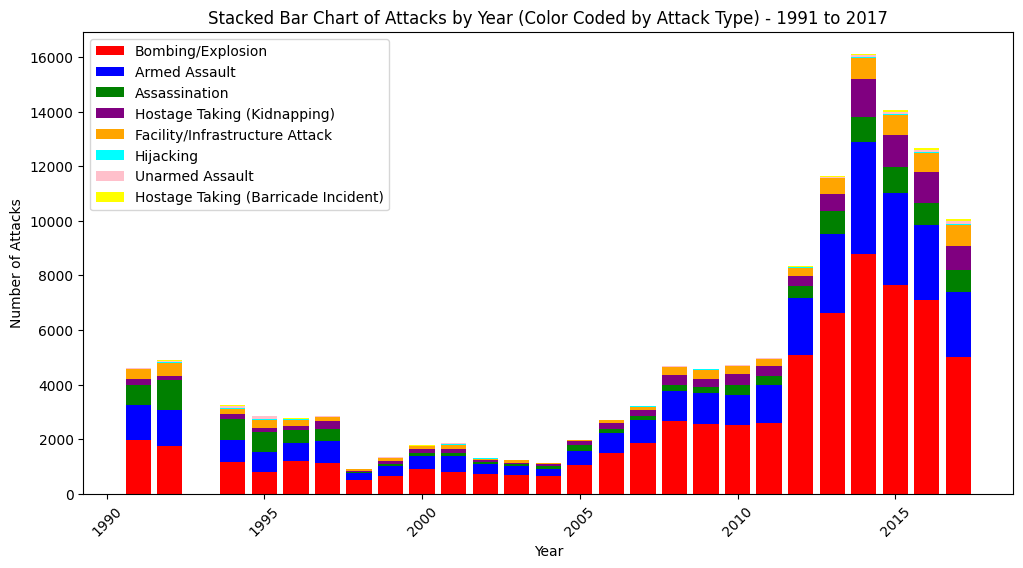 Stacked Bar Chart of Attacks by Year (Color Coded by Attack Type) - 1991 to 2017
Bombing/Explosion
Armed Assault
Assassination
Hostage Taking (Kidnapping)
Facility/Infrastructure Attack
Hijacking
Unarmed Assault
Hostage Taking (Barricade Incident)
Number of Attacks
16000
14000
12000
10000
8000
6000
4000
2000
0
1990
1995
2000
2005
2010
2015
Year